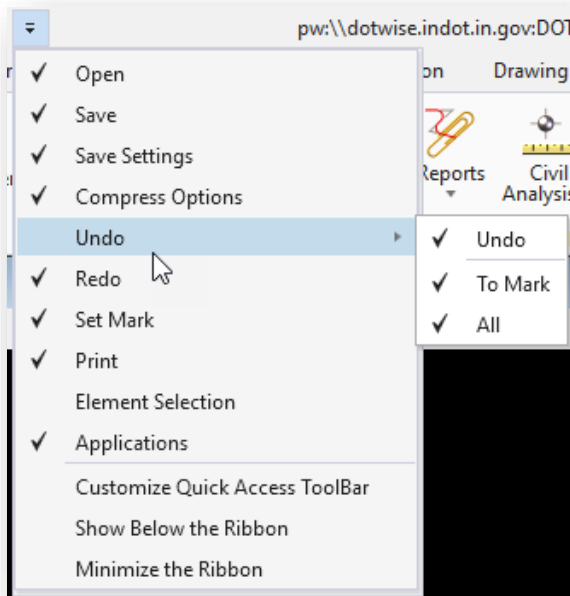 pw:\\dotwise.indot.in.gov:DOT
on Drawing
Reports
Civil
Analysis
Open
Save
Save Settings
Compress Options
Undo
Redo
Set Mark
Print
Element Selection
Applications
Customize Quick Access ToolBar
Show Below the Ribbon
Minimize the Ribbon
Undo
To Mark
All